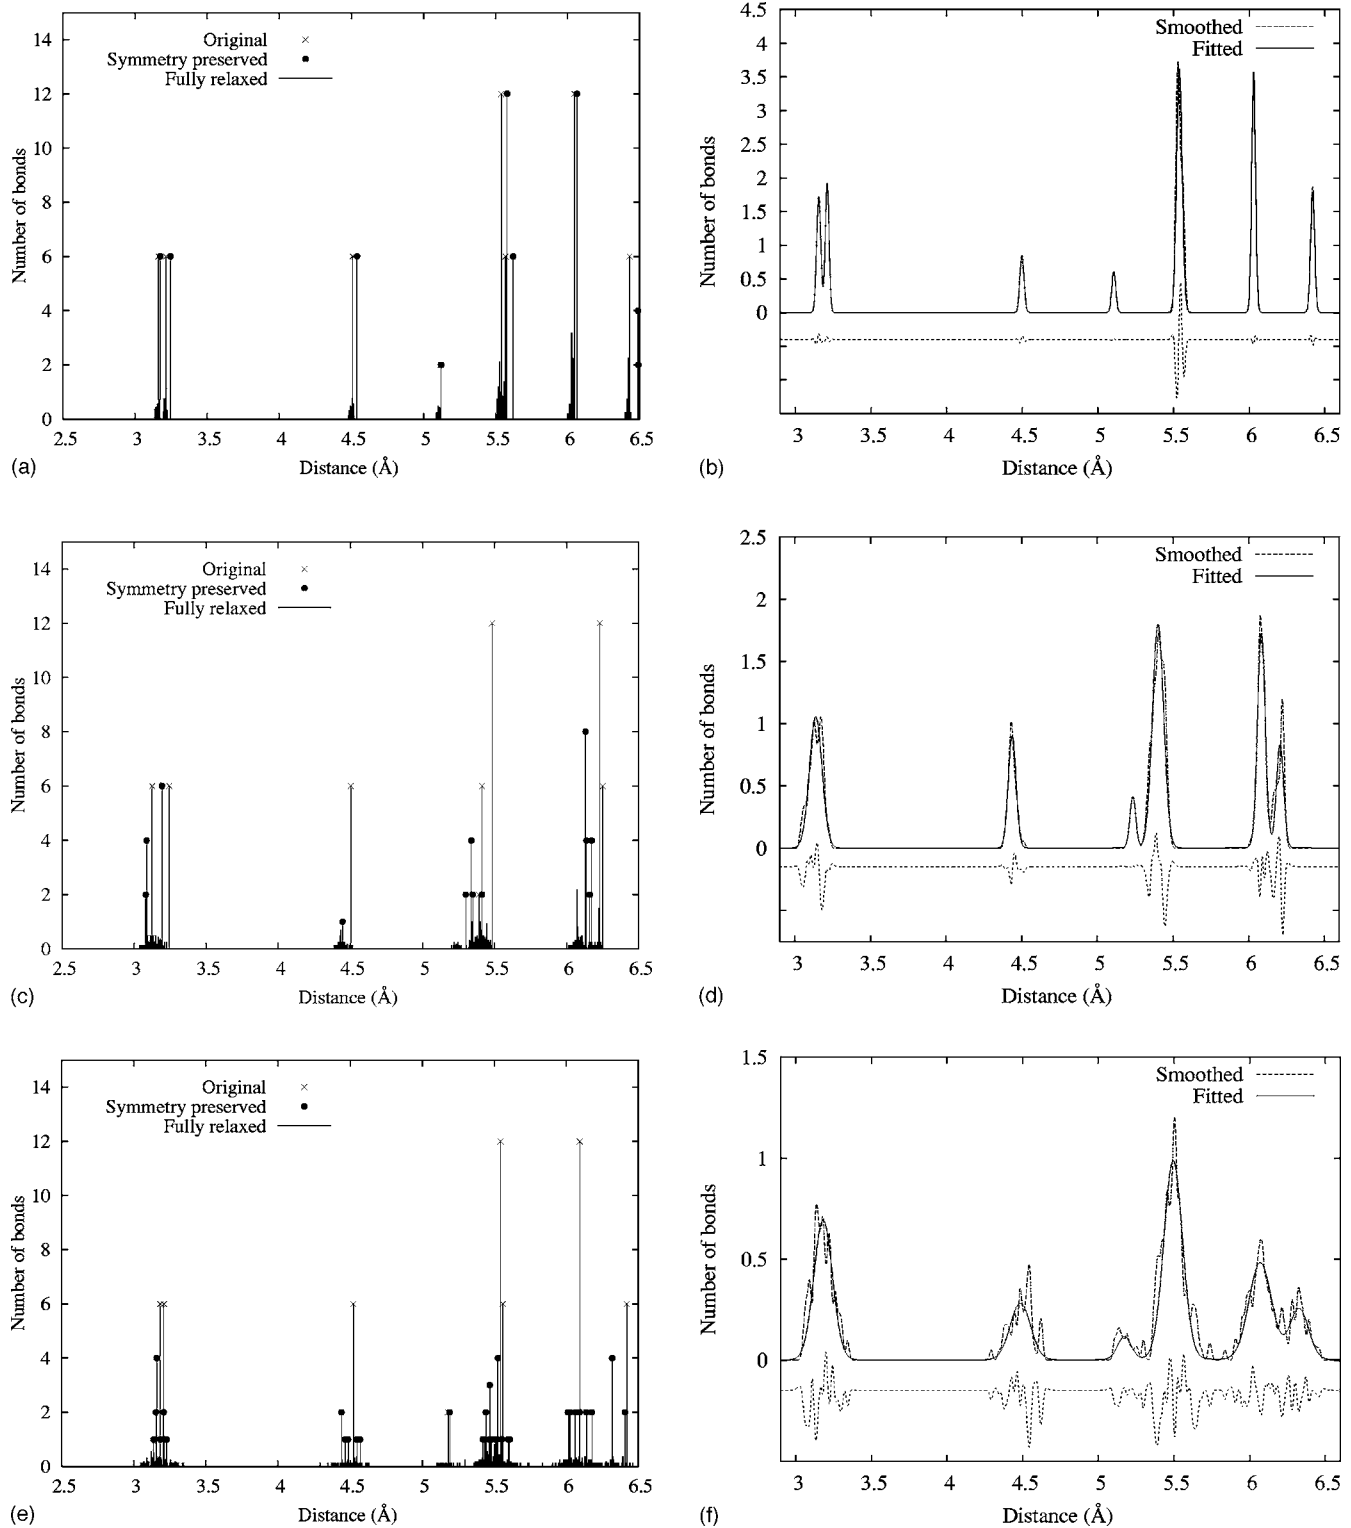 Original
Symmetry preserved
Fully relaxed
Number of bonds
14
12
10
8
6
4
2
0
2.5 3 3.5 4 4.5 5 5.5 6 6.5
Distance (Å)
(a)
Smoothed
Fitted
Number of bonds
4.5
4
3.5
3
2.5
2
1.5
1
0.5
0
3 3.5 4 4.5 5 5.5 6 6.5
Distance (Å)
(b)
Original
Symmetry preserved
Fully relaxed
Number of bonds
14
12
10
8
6
4
2
0
2.5 3 3.5 4 4.5 5 5.5 6 6.5
Distance (Å)
(c)
Smoothed
Fitted
Number of bonds
2.5
2
1.5
1
0.5
0
3 3.5 4 4.5 5 5.5 6 6.5
Distance (Å)
(d)
Original
Symmetry preserved
Fully relaxed
Number of bonds
14
12
10
8
6
4
2
0
2.5 3 3.5 4 4.5 5 5.5 6 6.5
Distance (Å)
(e)
Smoothed
Fitted
Number of bonds
1.5
1
0.5
0
3 3.5 4 4.5 5 5.5 6 6.5
Distance (Å)
(f)